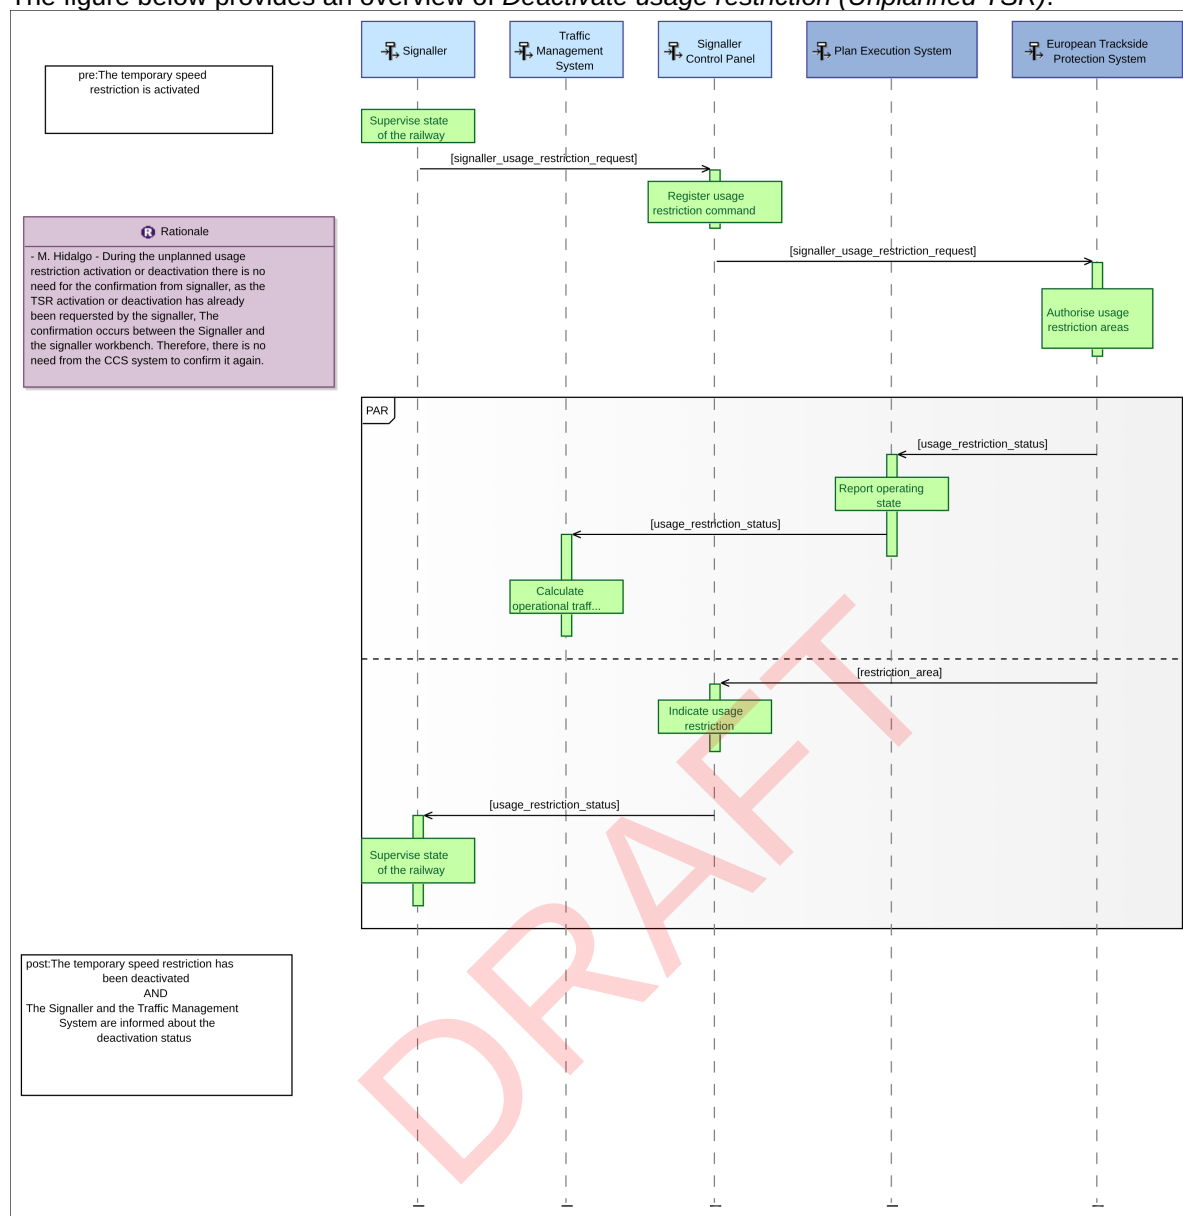 The figure below provides an overview of Deactivate usage restriction (Unplanned TSR).
Signaller
Traffic
Management
System
Signaller
Control Panel
Plan Execution System
European Trackside
Protection System
pre:The temporary speed
restriction is activated
Supervise state
of the railway
[signaller_usage_restriction_request]
Register usage
restriction command
R Rationale
- M. Hidalgo - During the unplanned usage
restriction activation or deactivation there is no
need for the confirmation from signaller, as the
TSR activation or deactivation has already
been requersted by the signaller, The
confirmation occurs between the Signaller and
the signaller workbench. Therefore, there is no
need from the CCS system to confirm it again.
[signaller_usage_restriction_request]
Authorise usage
restriction areas
PAR
[usage_restriction_status]
Report operating
state
[usage_restriction_status]
Calculate
operational traff...
[restriction_area]
Indicate usage
restriction
[usage_restriction_status]
Supervise state
of the railway
post:The temporary speed restriction has
been deactivated
AND
The Signaller and the Traffic Management
System are informed about the
deactivation status
DRAFT